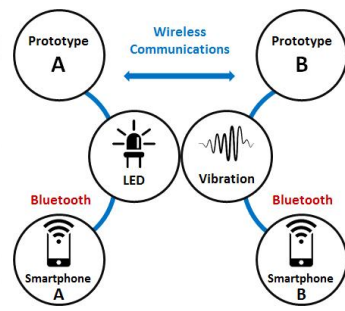 Prototype
A
Wireless
Communications
Prototype
B
LED
Vibration
Bluetooth
Bluetooth
Smartphone
A
Smartphone
B